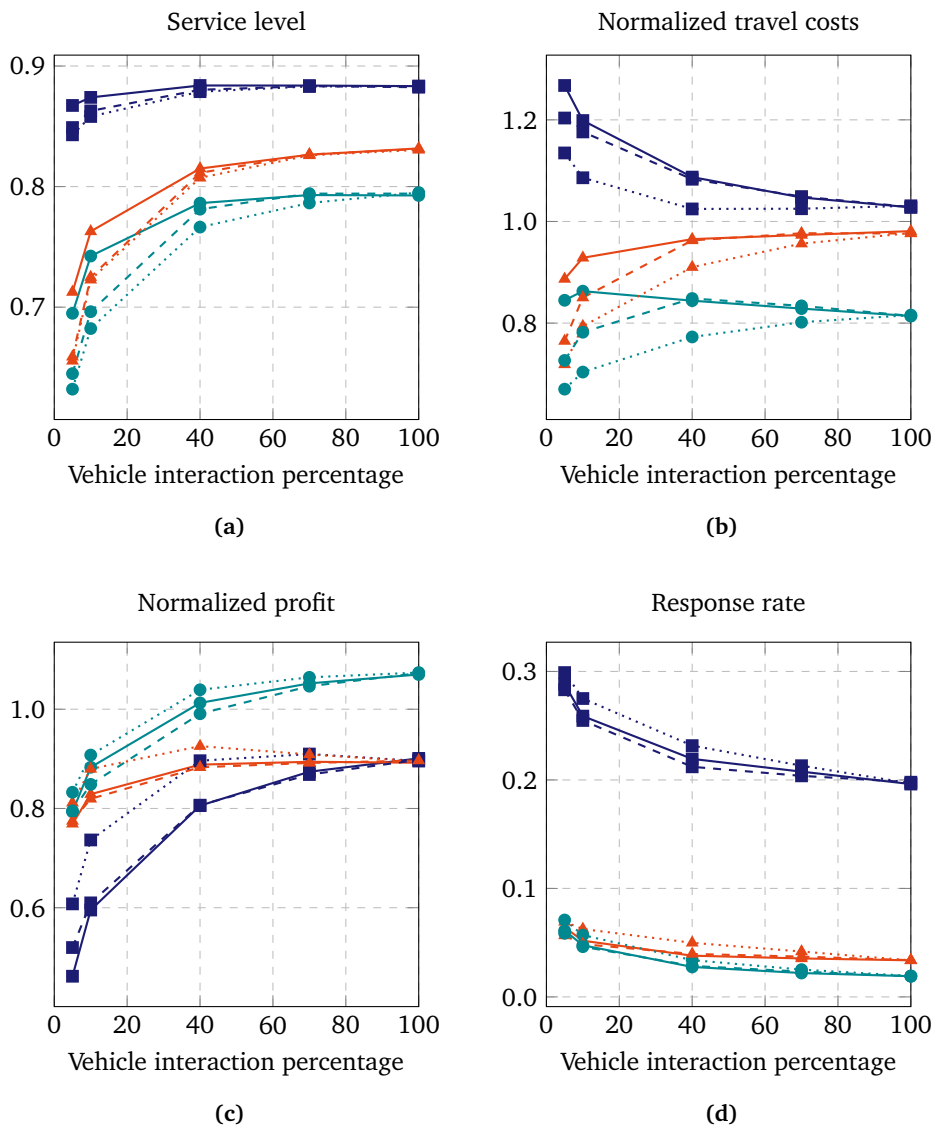 Service level
0.9
0.8
0.7
0 20 40 60 80 100
Vehicle interaction percentage
(a)
Normalized travel costs
1.2
1.0
0.8
0 20 40 60 80 100
Vehicle interaction percentage
(b)
Normalized profit
1.0
0.8
0.6
0 20 40 60 80 100
Vehicle interaction percentage
(c)
Response rate
0.3
0.2
0.1
0.0
0 20 40 60 80 100
Vehicle interaction percentage
(d)